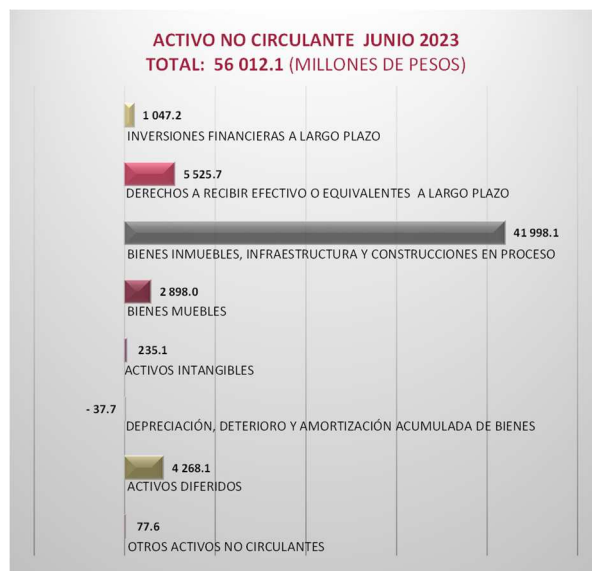 ACTIVO NO CIRCULANTE JUNIO 2023
TOTAL: 56 012.1 (MILLONES DE PESOS)
1 047.2
INVERSIONES FINANCIERAS A LARGO PLAZO
5 525.7
DERECHOS A RECIBIR EFECTIVO O EQUIVALENTES A LARGO PLAZO
41 998.1
BIENES INMUEBLES, INFRAESTRUCTURA Y CONSTRUCCIONES EN PROCESO
2 898.0
BIENES MUEBLES
235.1
ACTIVOS INTANGIBLES
- 37.7
DEPRECIACIÓN, DETERIORO Y AMORTIZACIÓN ACUMULADA DE BIENES
4 268.1
ACTIVOS DIFERIDOS
77.6
OTROS ACTIVOS NO CIRCULANTES